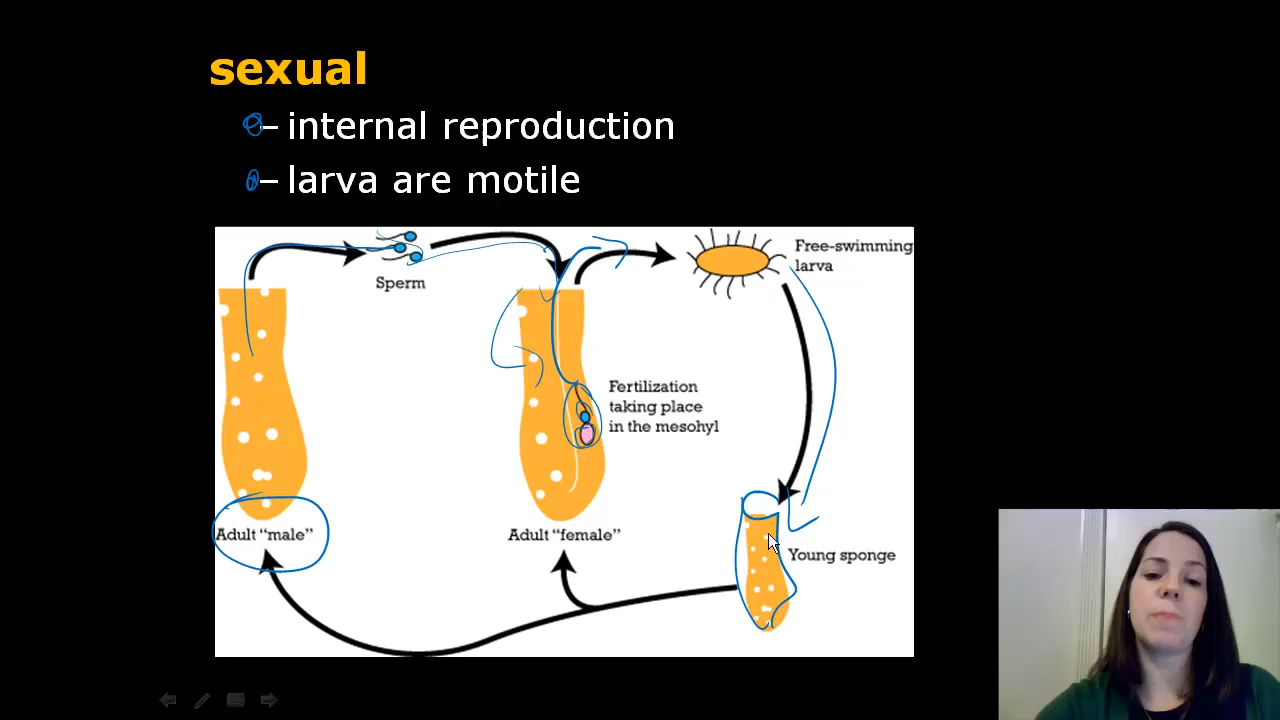 sexual
– internal reproduction
– larva are motile
Sperm
Free-swimming
larva
Fertilization
taking place
in the mesohyl
Adult “male”
Adult “female”
Young sponge